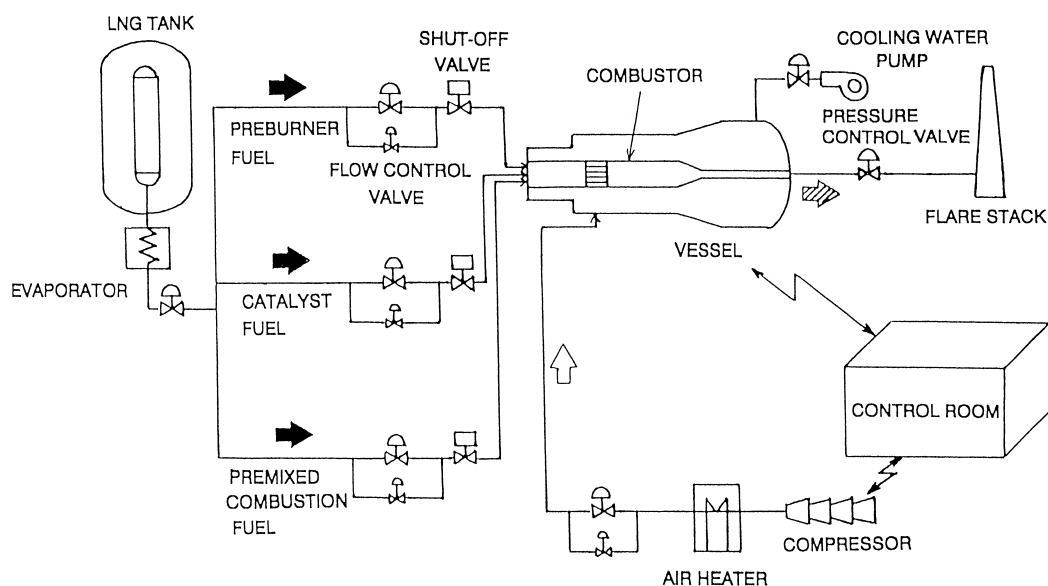 LNG TANK
SHUT-OFF
VALVE
COMBUSTOR
COOLING WATER
PUMP
PREBURNER
FUEL
FLOW CONTROL
VALVE
PRESSURE
CONTROL VALVE
FLARE STACK
VESSEL
EVAPORATOR
CATALYST
FUEL
CONTROL ROOM
PREMIXED
COMBUSTION
FUEL
COMPRESSOR
AIR HEATER